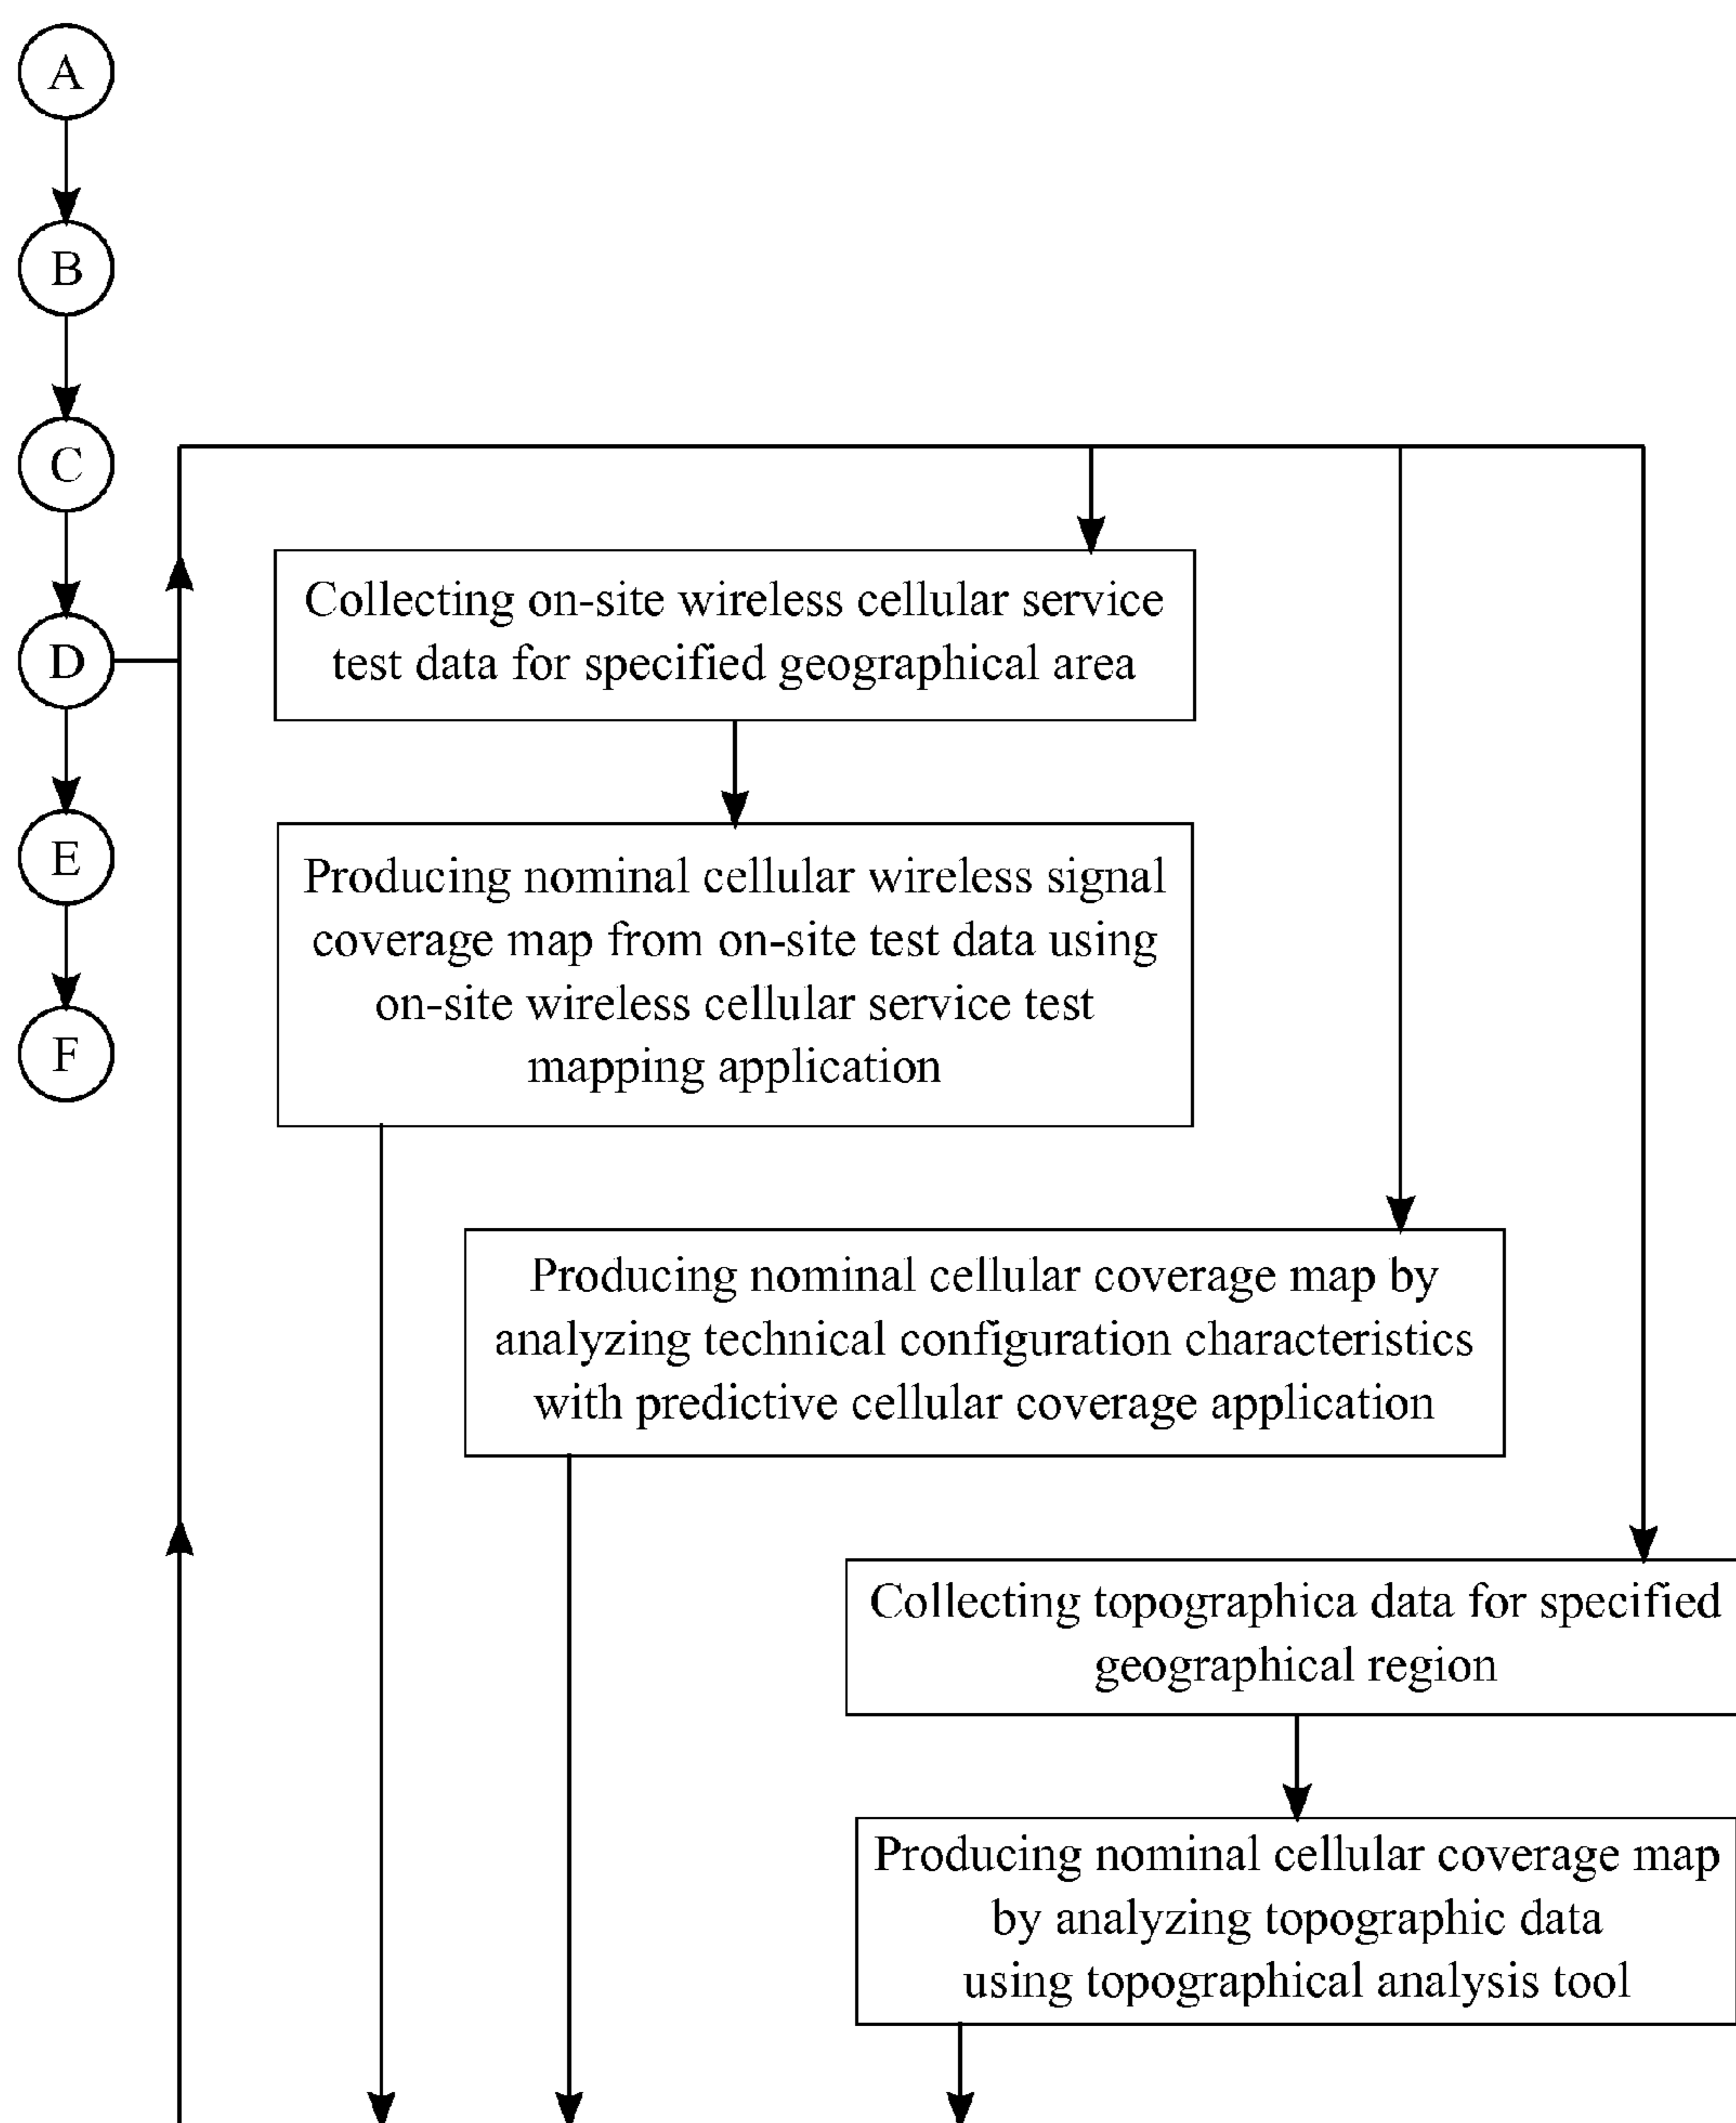 A
B
C
D
E
F
Collecting on-site wireless cellular service
test data for specified geographical area
Producing nominal cellular wireless signal
coverage map from on-site test data using
on-site wireless cellular service test
mapping application
Producing nominal cellular coverage map by
analyzing technical configuration characteristics
with predictive cellular coverage application
Collecting topographica data for specified
geographical region
Producing nominal cellular coverage map
by analyzing topographic data
using topographical analysis tool